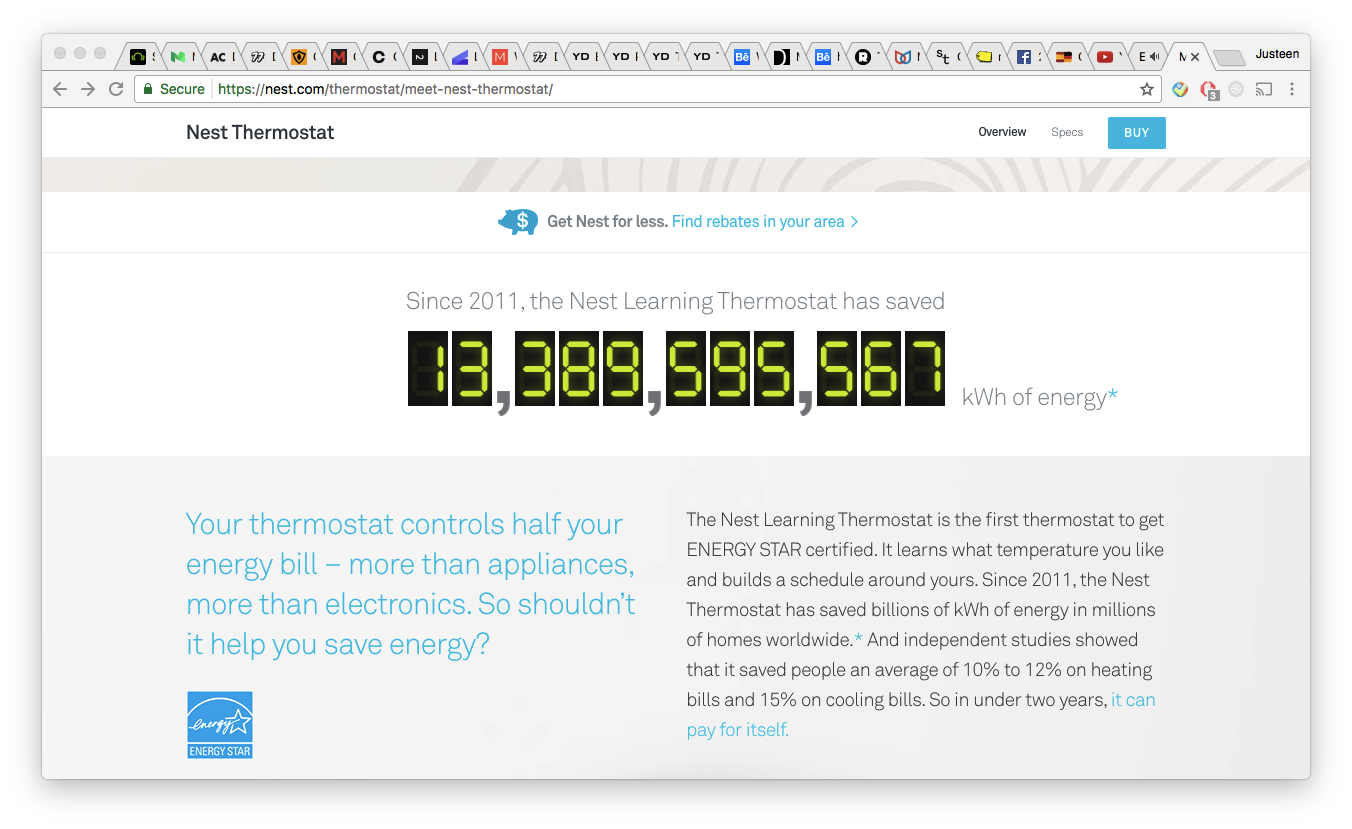 Justeen
Secure https://nest.com/thermostat/meet-nest-thermostat/
3
Nest Thermostat
Overview Specs BUY
$ Get Nest for less. Find rebates in your area >
Since 2011, the Nest Learning Thermostat has saved
13,389,595,567 kWh of energy*
Your thermostat controls half your
energy bill – more than appliances,
more than electronics. So shouldn't
it help you save energy?
energy
ENERGY STAR
The Nest Learning Thermostat is the first thermostat to get
ENERGY STAR certified. It learns what temperature you like
and builds a schedule around yours. Since 2011, the Nest
Thermostat has saved billions of kWh of energy in millions
of homes worldwide.* And independent studies showed
that it saved people an average of 10% to 12% on heating
bills and 15% on cooling bills. So in under two years, it can
pay for itself.